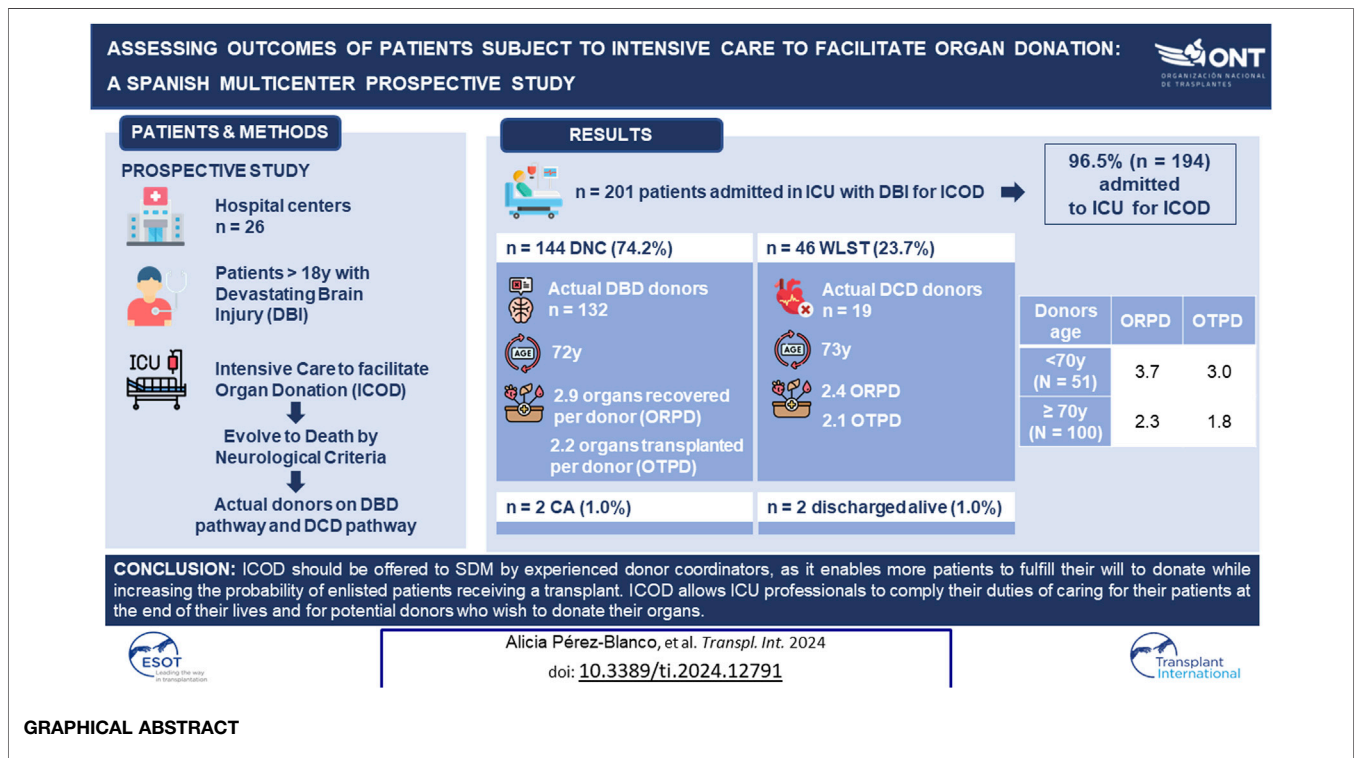 ASSESSING OUTCOMES OF PATIENTS SUBJECT TO INTENSIVE CARE TO FACILITATE ORGAN DONATION:
A SPANISH MULTICENTER PROSPECTIVE STUDY
ONT
ORGANIZACIÓN NACIONAL
DE TRASPLANTES
PATIENTS & METHODS
PROSPECTIVE STUDY
Hospital centers
n = 26
Patients > 18y with
Devastating Brain
Injury (DBI)
ICU
Intensive Care to facilitate
Organ Donation (ICOD)
Evolve to Death by
Neurological Criteria
Actual donors on DBD
pathway and DCD pathway
RESULTS
n = 201 patients admitted in ICU with DBI for ICOD
96.5% (n = 194)
admitted
to ICU for ICOD
n = 144 DNC (74.2%)
Actual DBD donors
n = 132
AGE
72y
2.9 organs recovered
per donor (ORPD)
2.2 organs transplanted
per donor (OTPD)
n = 46 WLST (23.7%)
Actual DCD donors
n = 19
AGE
73y
2.4 ORPD
2.1 OTPD
n = 2 CA (1.0%)
n = 2 discharged alive (1.0%)
Donors age ORPD OTPD
<70y (N = 51) 3.7 3.0
≥ 70y (N = 100) 2.3 1.8
CONCLUSION: ICOD should be offered to SDM by experienced donor coordinators, as it enables more patients to fulfill their will to donate while
increasing the probability of enlisted patients receiving a transplant. ICOD allows ICU professionals to comply their duties of caring for their patients at
the end of their lives and for potential donors who wish to donate their organs.
ESOT
Leading the way
in transplantation
Alicia Pérez-Blanco, et al. Transpl. Int. 2024
doi: 10.3389/ti.2024.12791
Transplant
International
GRAPHICAL ABSTRACT